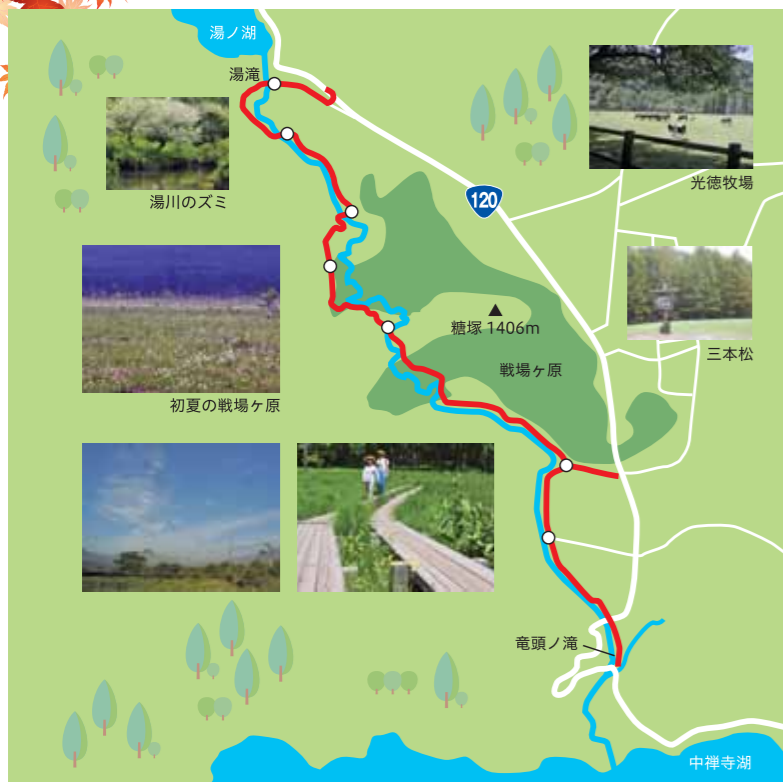 湯ノ湖
湯滝
湯川のズミ
120
光徳牧場
糖塚 1406m
三本松
戦場ヶ原
初夏の戦場ヶ原
竜頭ノ滝
中禅寺湖